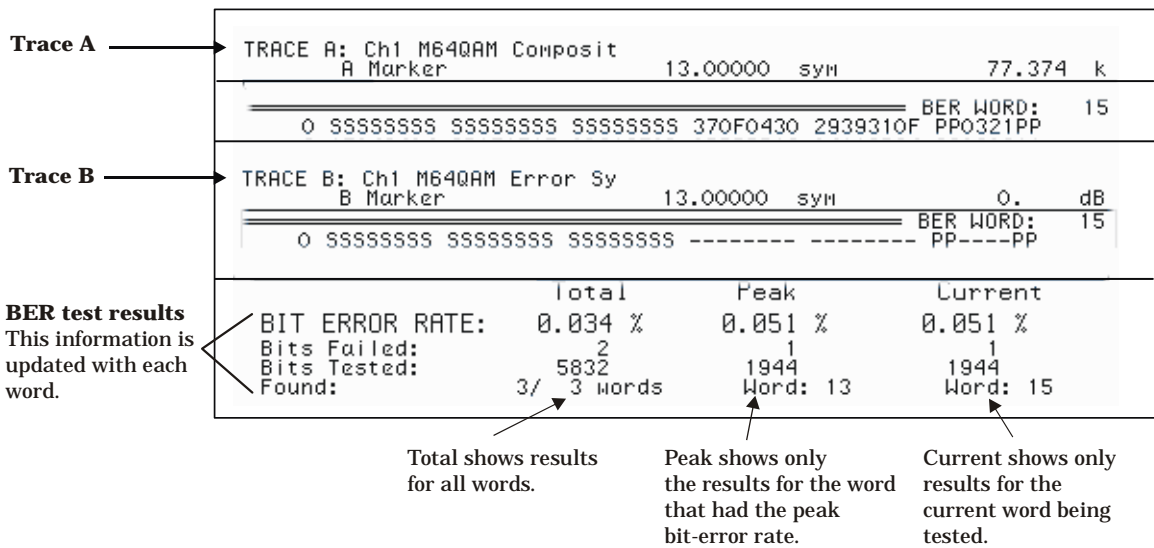 Trace A
TRACE A: Ch1 M64QAM Composit
A Marker 13.00000 sym 77.374 k
BER WORD: 15
0 SSSSSSSS SSSSSSSS SSSSSSSS 370F0430 2939310F PP0321PP
Trace B
TRACE B: Ch1 M64QAM Error Sy
B Marker 13.00000 sym 0. dB
BER WORD: 15
0 SSSSSSSS SSSSSSSS SSSSSSSS -------- -------- PP----PP
BER test results
This information is
updated with each
word.
Total Peak Current
BIT ERROR RATE: 0.034 % 0.051 % 0.051 %
Bits Failed: 2 1 1
Bits Tested: 5832 1944 1944
Found: 3/ 3 words Word: 13 Word: 15
Total shows results
for all words.
Peak shows only
the results for the word
that had the peak
bit-error rate.
Current shows only
results for the
current word being
tested.